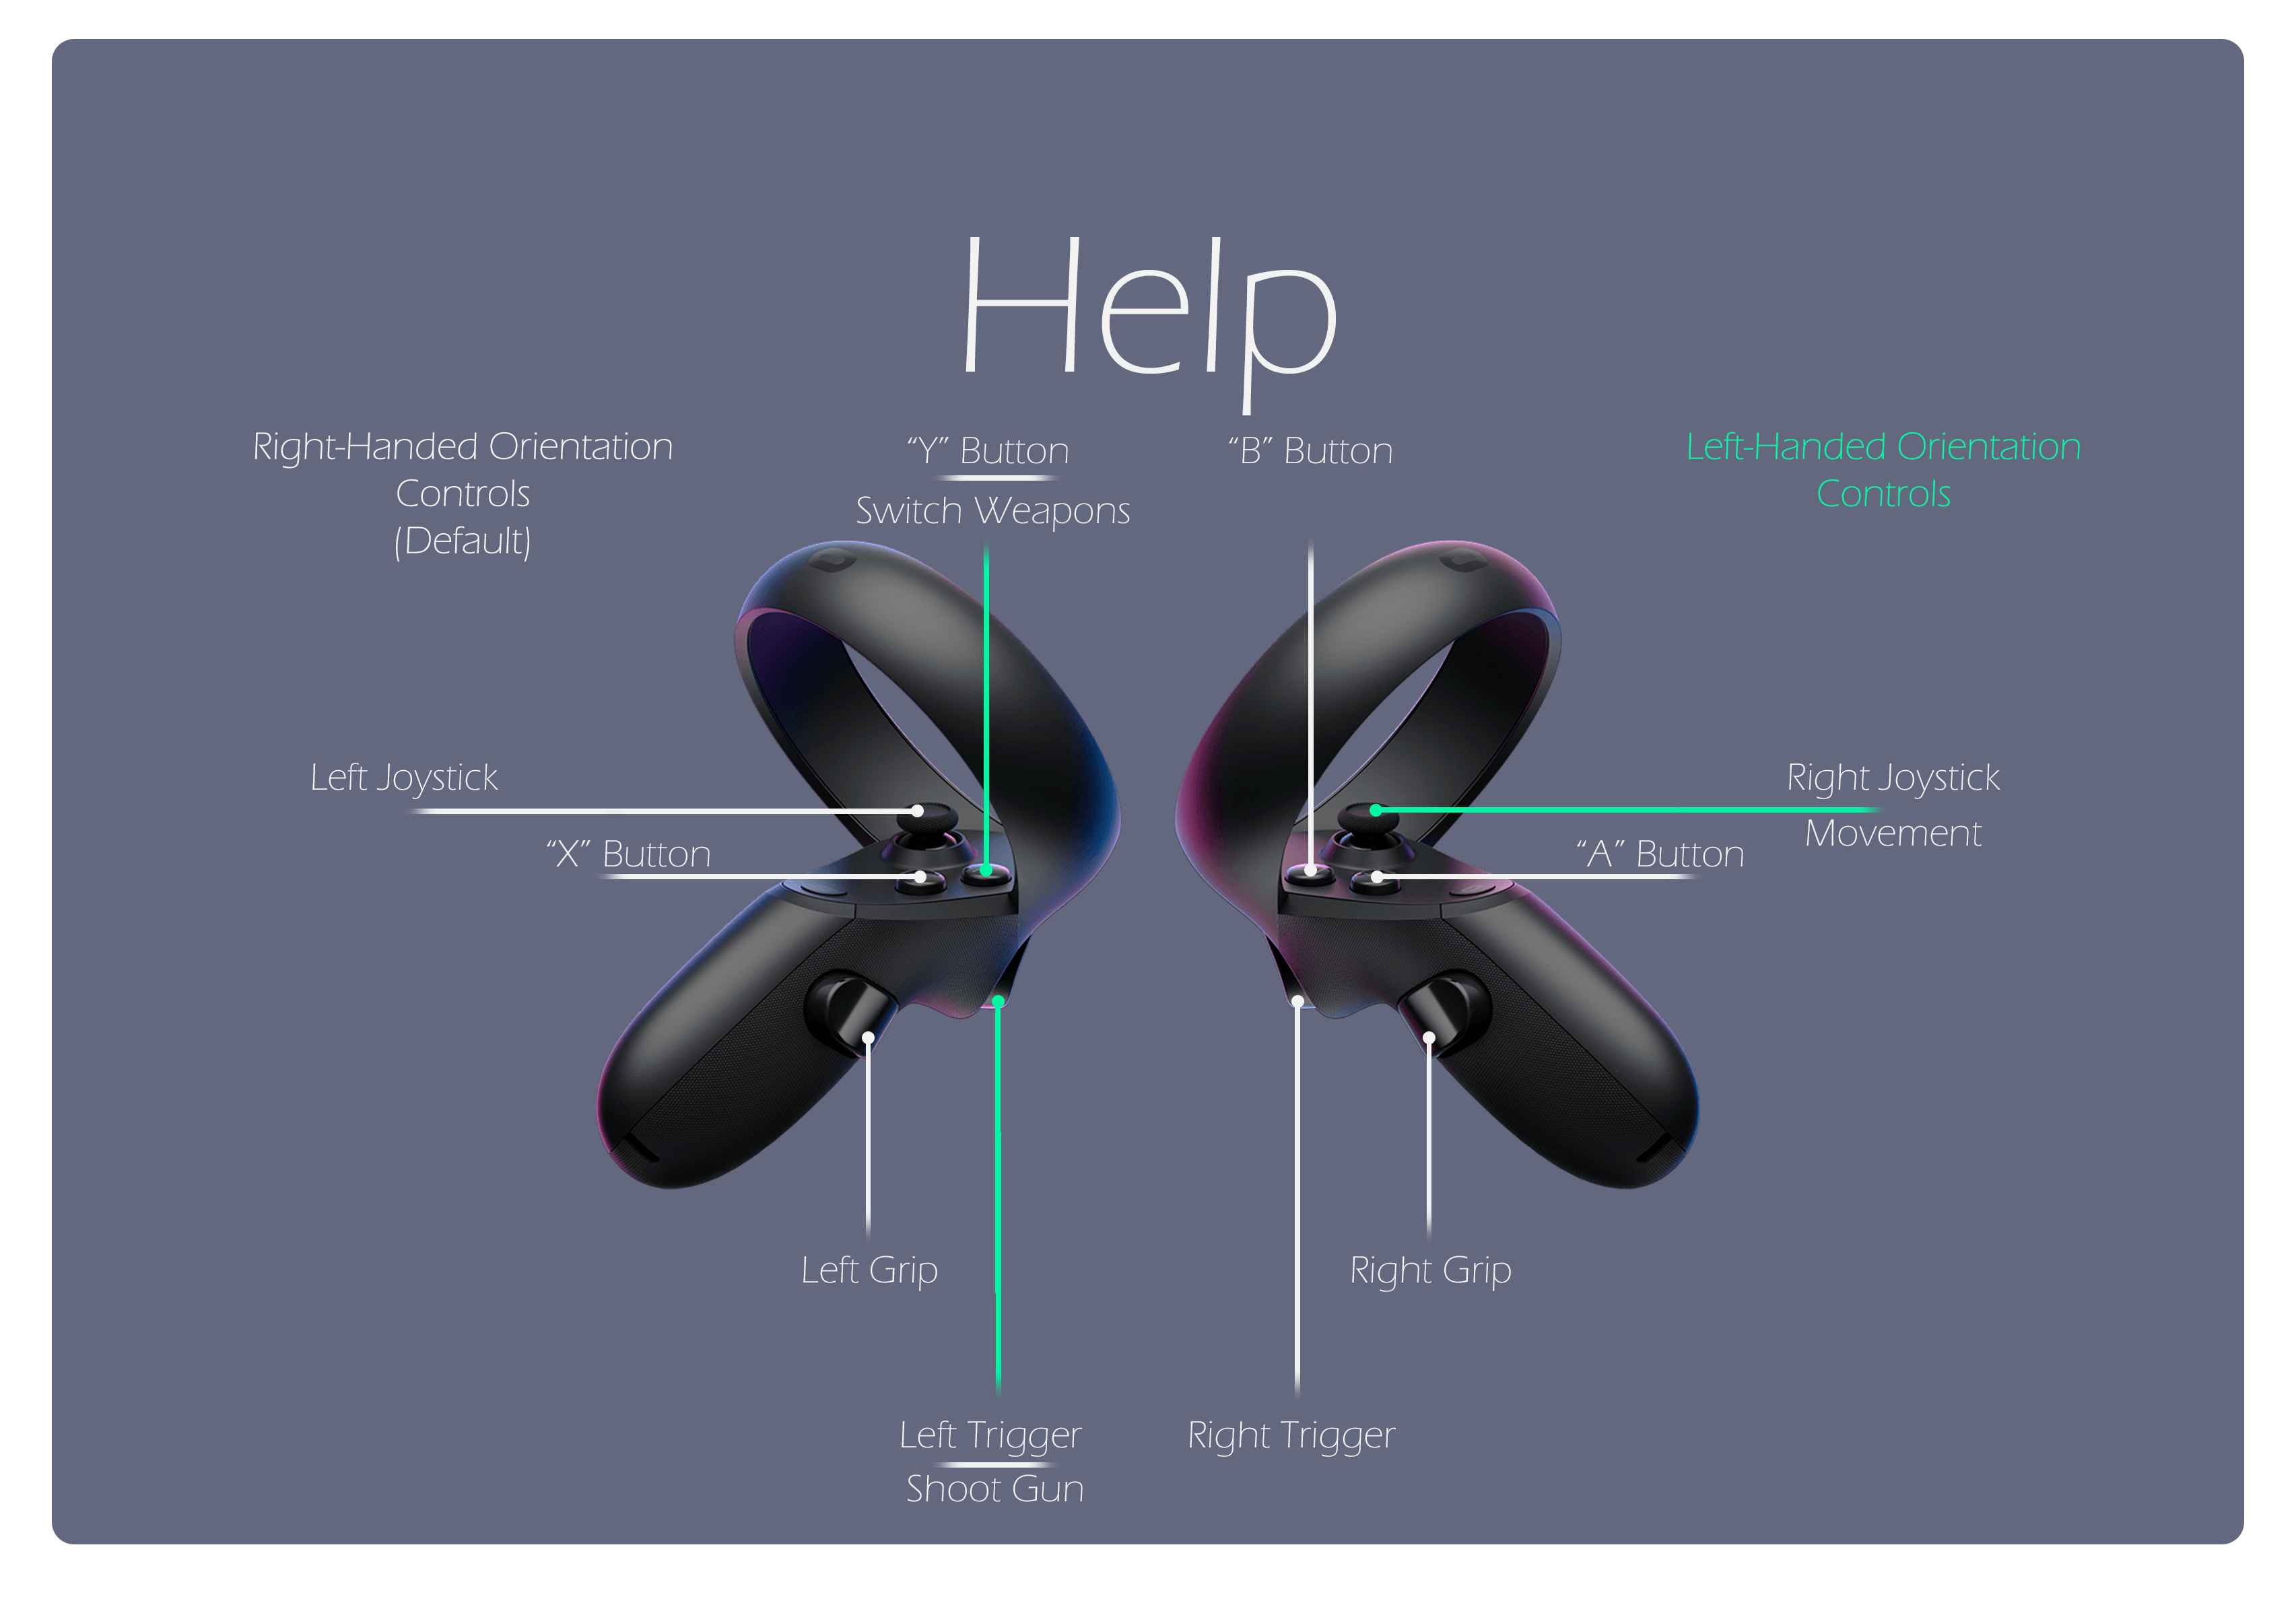 Help
Right-Handed Orientation
Controls
(Default)
“Y” Button
Switch Weapons
“B” Button
Left-Handed Orientation
Controls
Left Joystick
“X” Button
Right Joystick
Movement
“A” Button
Left Grip
Right Grip
Left Trigger
Shoot Gun
Right Trigger